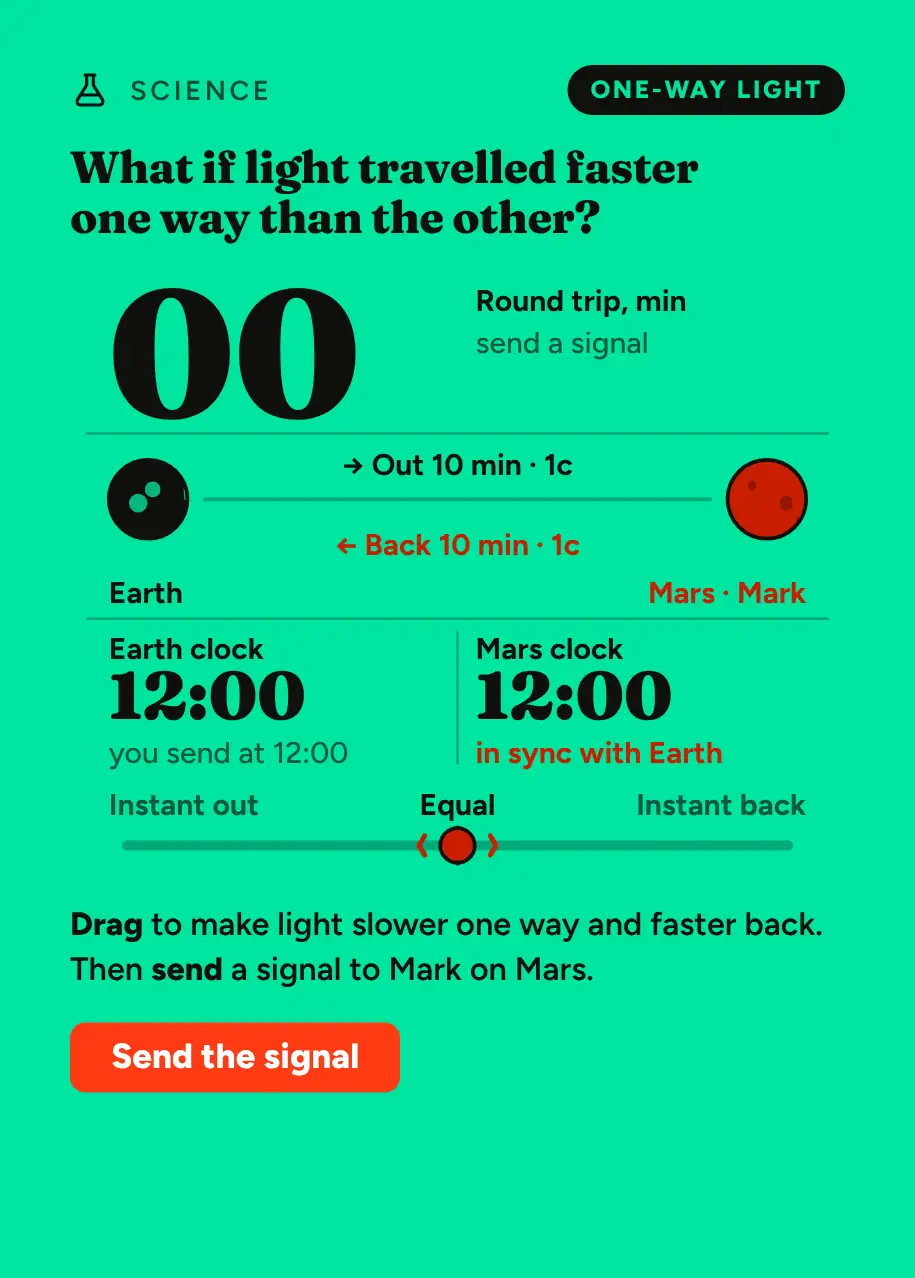 SCIENCE
ONE-WAY LIGHT
What if light travelled faster
one way than the other?
00
Round trip, min
send a signal
→ Out 10 min · 1c
← Back 10 min · 1c
Earth
Mars · Mark
Earth clock
12:00
you send at 12:00
Mars clock
12:00
in sync with Earth
Instant out
Equal
Instant back
Drag to make light slower one way and faster back.
Then send a signal to Mark on Mars.
Send the signal